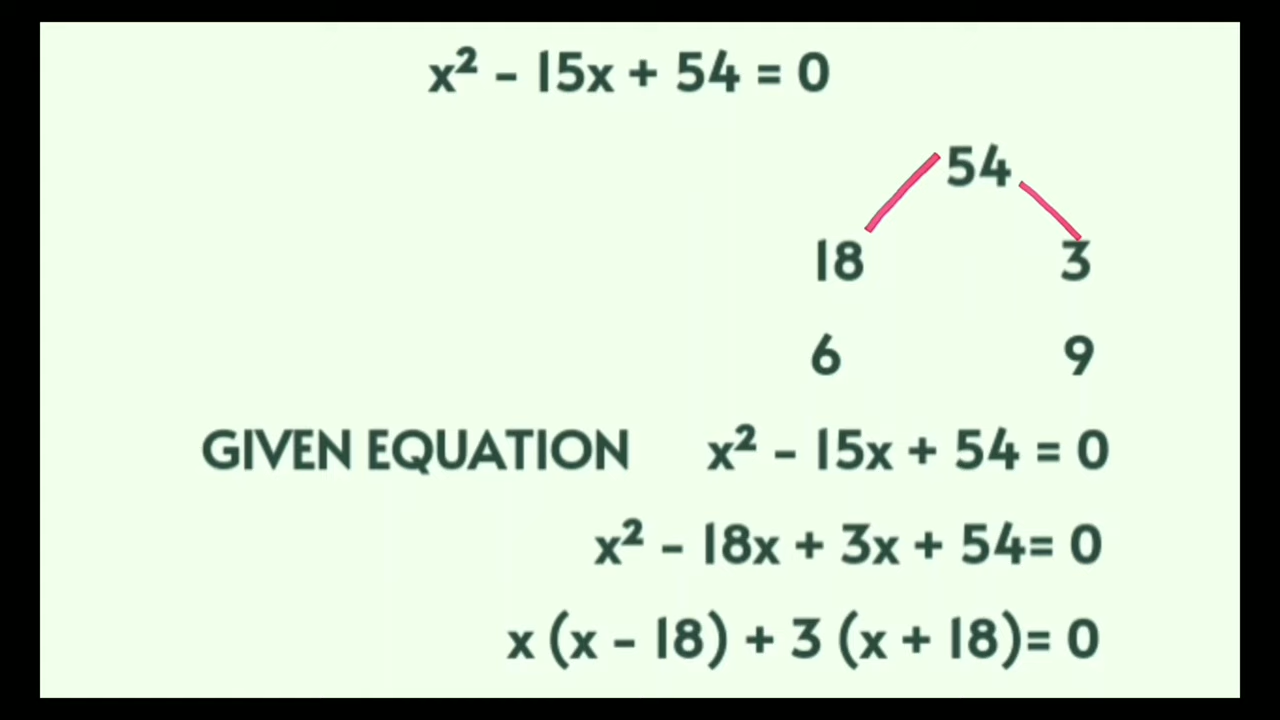 x² - 15x + 54 = 0
54
18 3
6 9
GIVEN EQUATION x² - 15x + 54 = 0
x² - 18x + 3x + 54= 0
x (x - 18) + 3 (x + 18)= 0